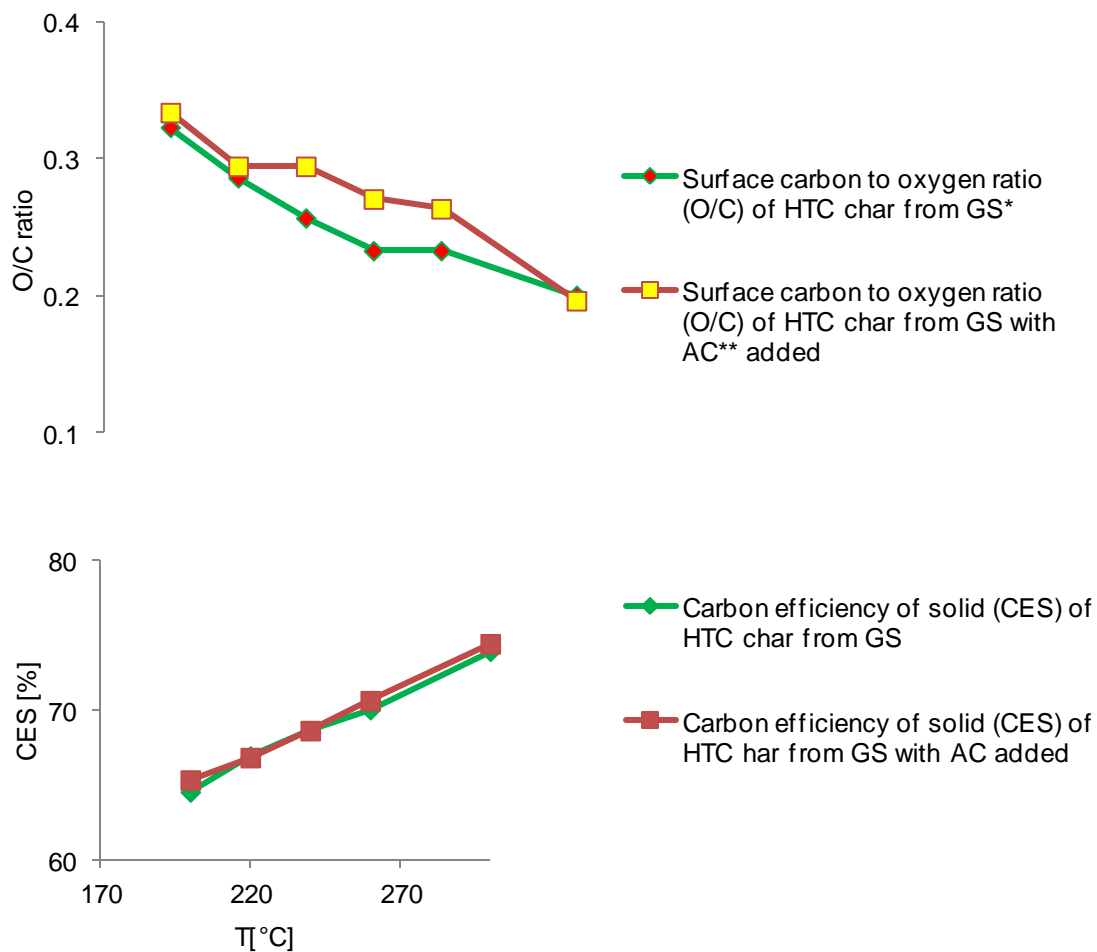 0.4
0.3
0.2
0.1
O/C ratio
Surface carbon to oxygen ratio
(O/C) of HTC char from GS*
Surface carbon to oxygen ratio
(O/C) of HTC char from GS with
AC** added
80
70
60
CES [%]
170
220
270
T[°C]
Carbon efficiency of solid (CES) of
HTC char from GS
Carbon efficiency of solid (CES) of
HTC har from GS with AC added